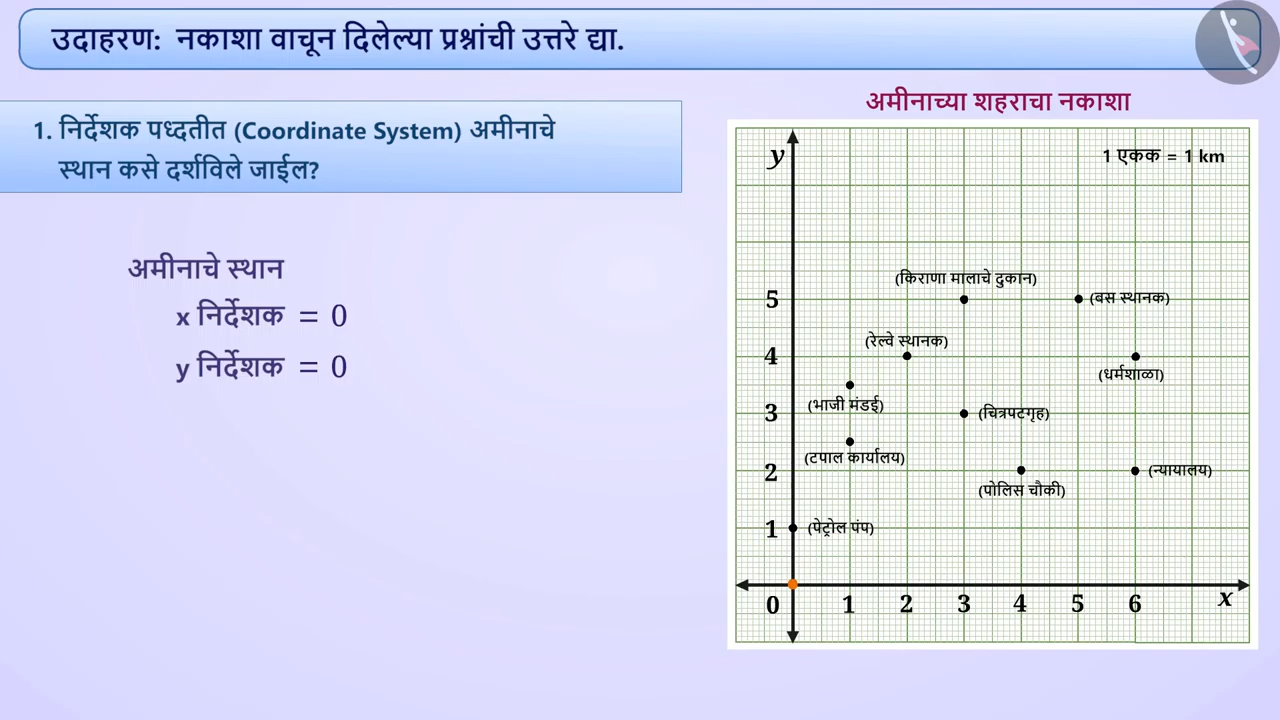 उदाहरण: नकाशा वाचून दिलेल्या प्रश्नांची उत्तरे द्या.
1. निर्देशक पध्दतीत (Coordinate System) अमीनाचे
स्थान कसे दर्शविले जाईल?
अमीनाचे स्थान
x निर्देशक = 0
y निर्देशक = 0
अमीनाच्या शहराचा नकाशा
y
1 एकक = 1 km
(किराणा मालाचे दुकान)
5
(बस स्थानक)
(रेल्वे स्थानक)
4
(धर्मशाळा)
(भाजी मंडई)
3
(चित्रपटगृह)
(टपाल कार्यालय)
2
(न्यायालय)
(पोलिस चौकी)
1
(पेट्रोल पंप)
0 1 2 3 4 5 6 x